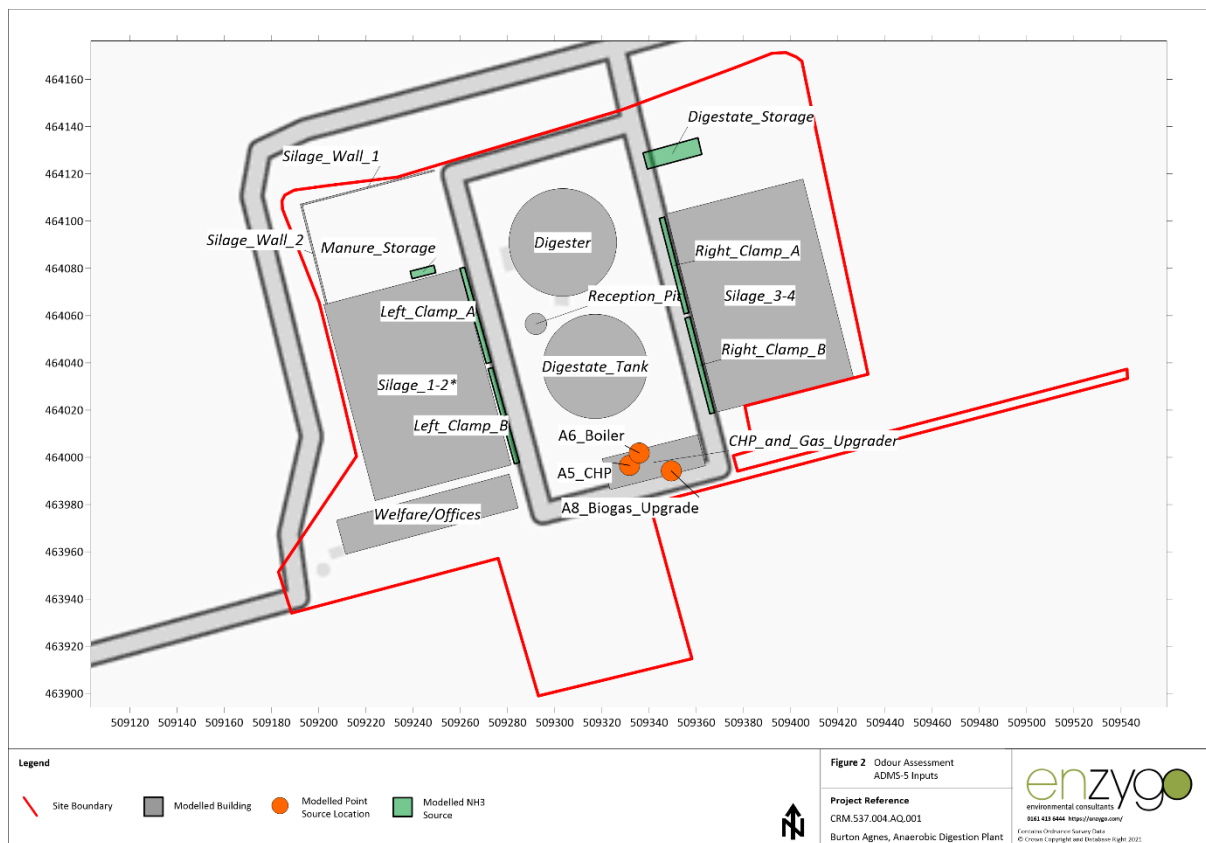 464160
464140
464120
464100
464080
464060
464040
464020
464000
463980
463960
463940
463920
463900
Digestate_Storage
Silage_Wall_1
Silage_Wall_2
Manure_Storage
Digester
Right_Clamp_A
Reception_Pit
Silage_3-4
Left_Clamp_A
Right_Clamp_B
Digestate_Tank
Silage_1-2*
Left_Clamp_B
A6_Boiler
CHP_and_Gas_Upgrader
A5_CHP
A8_Biogas_Upgrade
Welfare/Offices
509120 509140 509160 509180 509200 509220 509240 509260 509280 509300 509320 509340 509360 509380 509400 509420 509440 509460 509480 509500 509520 509540
Legend
Site Boundary
Modelled Building
Modelled Point
Source Location
Modelled NH3
Source
N
Figure 2 Odour Assessment
ADMS-5 Inputs
Project Reference
CRM.537.004.AQ.001
Burton Agnes, Anaerobic Digestion Plant
enzygo
environmental consultants
0161 413 6444 https://enzygo.com/
Contains Ordnance Survey Data
© Crown Copyright and Database Right 2021